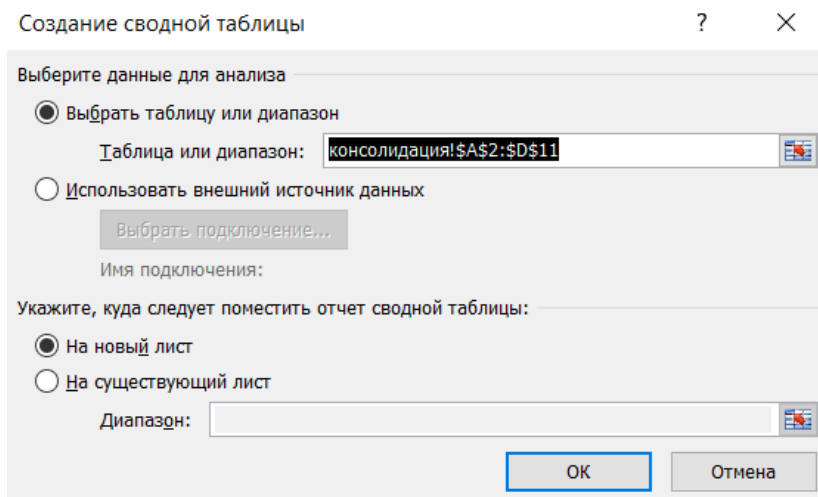 Создание сводной таблицы ?
Выберите данные для анализа
Выбрать таблицу или диапазон
Таблица или диапазон: консолидация!$A$2:$D$11
Использовать внешний источник данных
Выбрать подключение...
Имя подключения:
Укажите, куда следует поместить отчет сводной таблицы:
На новый лист
На существующий лист
Диапазон:
ОК Отмена